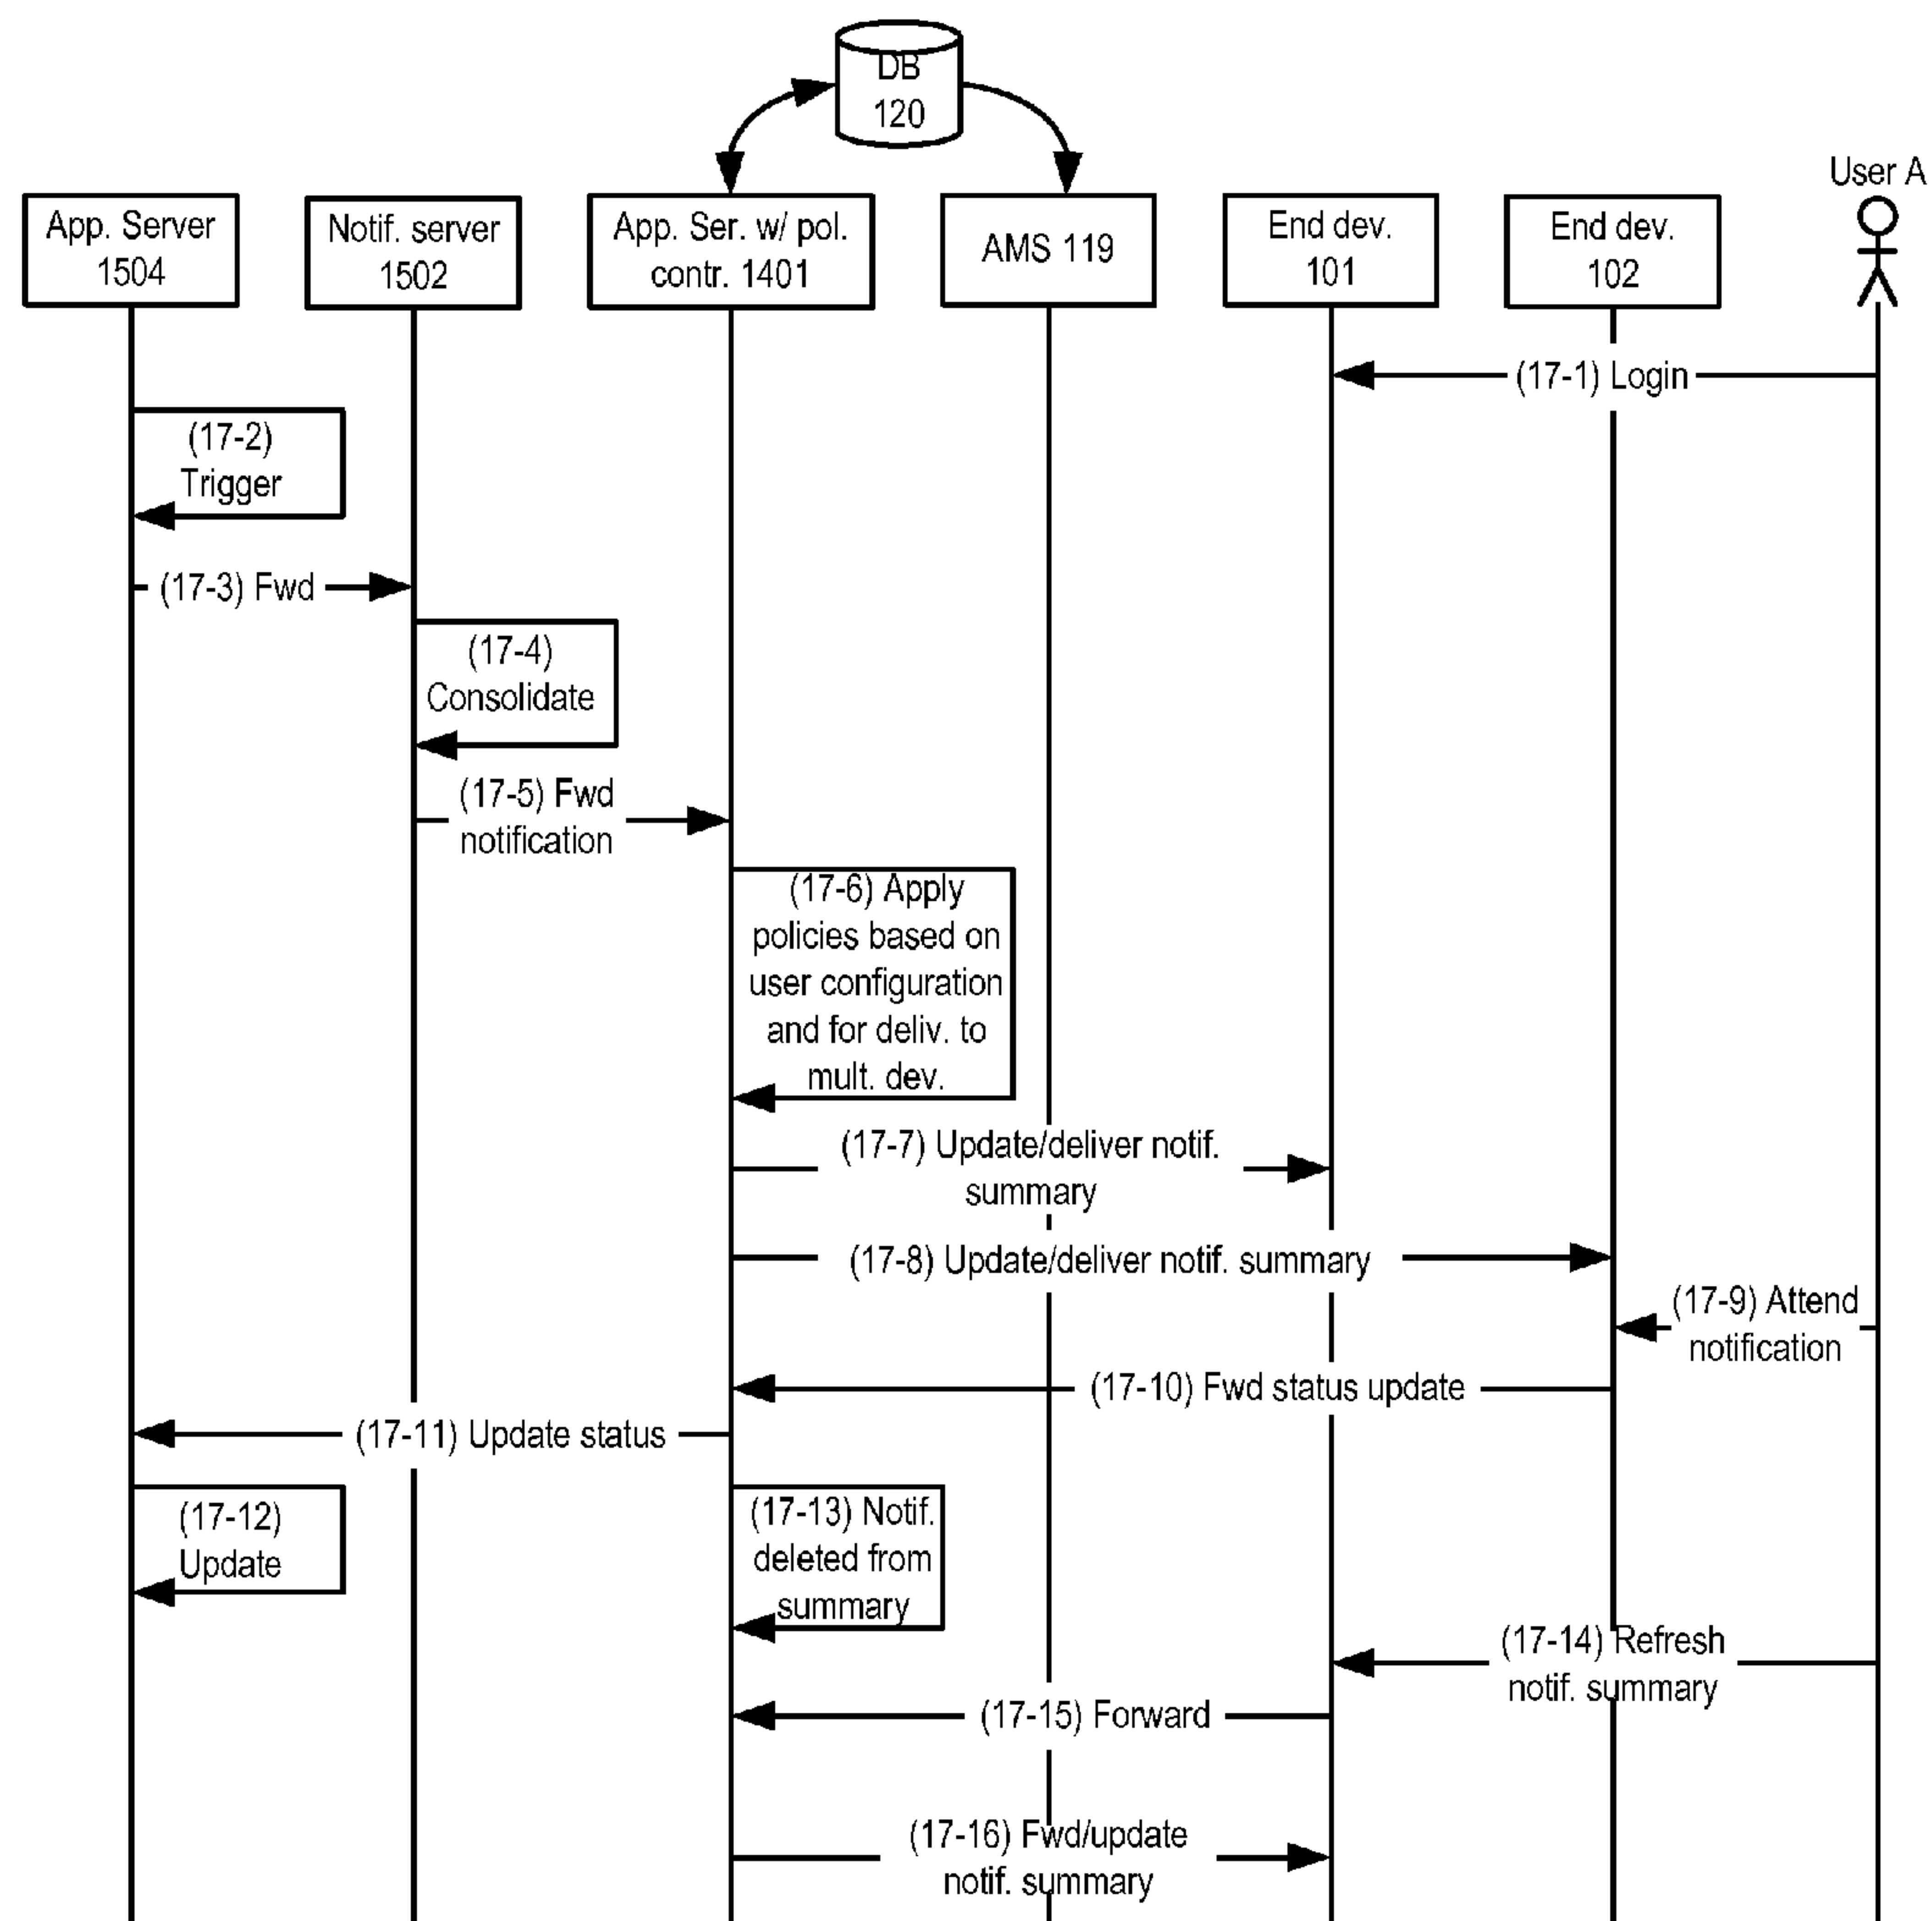 DB
120
User A
App. Server
1504
Notif. server
1502
App. Ser. w/ pol.
contr. 1401
AMS 119
End dev.
101
End dev.
102
(17-1) Login
(17-2)
Trigger
(17-3) Fwd
(17-4)
Consolidate
(17-5) Fwd
notification
(17-6) Apply
policies based on
user configuration
and for deliv. to
mult. dev.
(17-7) Update/deliver notif.
summary
(17-8) Update/deliver notif. summary
(17-9) Attend
notification
(17-10) Fwd status update
(17-11) Update status
(17-12)
Update
(17-13) Notif.
deleted from
summary
(17-14) Refresh
notif. summary
(17-15) Forward
(17-16) Fwd/update
notif. summary